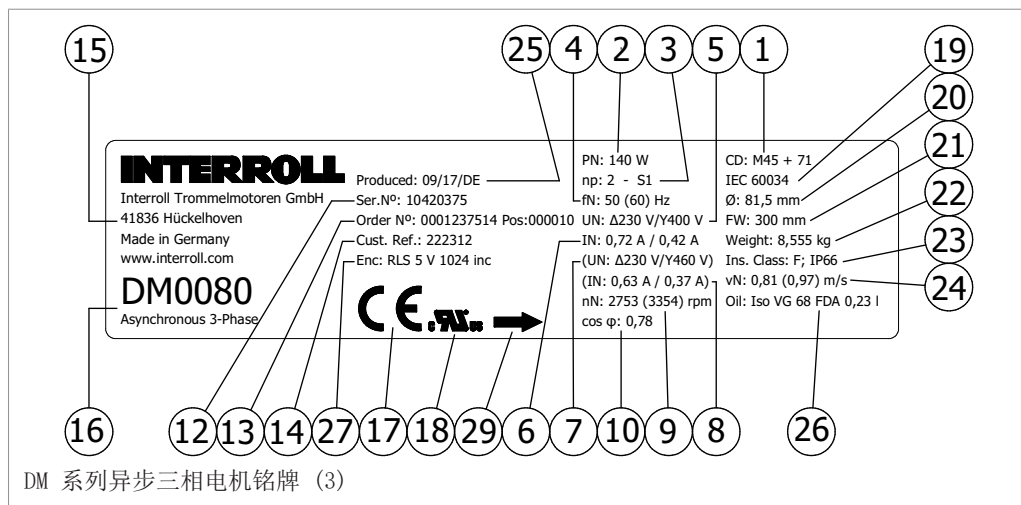 15 25 4 2 3 5 1 19
20
21
22
23
24
INTERROLL
Interroll Trommelmotoren GmbH
41836 Hückelhoven
Made in Germany
www.interroll.com
DM0080
Asynchronous 3-Phase
Produced: 09/17/DE
Ser.Nº: 10420375
Order Nº: 0001237514 Pos:000010
Cust. Ref.: 222312
Enc: RLS 5 V 1024 inc
CE c RU us
PN: 140 W
np: 2 - S1
fN: 50 (60) Hz
UN: Δ230 V/Y400 V
IN: 0,72 A / 0,42 A
(UN: Δ230 V/Y460 V)
(IN: 0,63 A / 0,37 A)
nN: 2753 (3354) rpm
cos φ: 0,78
CD: M45 + 71
IEC 60034
Ø: 81,5 mm
FW: 300 mm
Weight: 8,555 kg
Ins. Class: F; IP66
vN: 0,81 (0,97) m/s
Oil: Iso VG 68 FDA 0,23 l
16 12 13 14 27 17 18 29 6 7 10 9 8 26
DM 系列异步三相电机铭牌 (3)